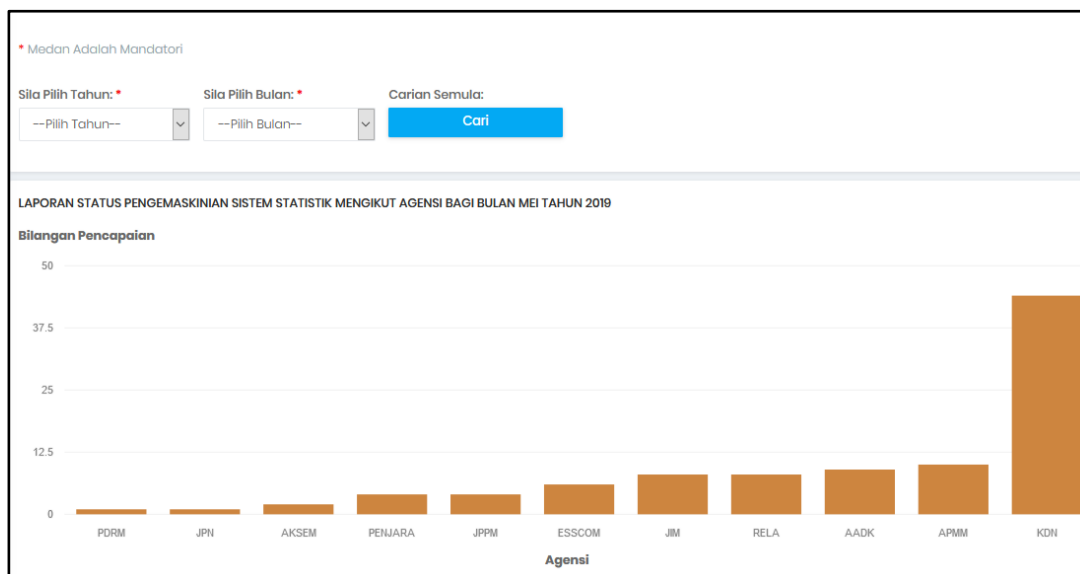 * Medan Adalah Mandatori
Sila Pilih Tahun: * Sila Pilih Bulan: * Carian Semula:
--Pilih Tahun-- --Pilih Bulan-- Cari
LAPORAN STATUS PENGEMASKINIAN SISTEM STATISTIK MENGIKUT AGENSI BAGI BULAN MEI TAHUN 2019
Bilangan Pencapaian
50
37.5
25
12.5
0
PDRM JPN AKSEM PENJARA JPPM ESSCOM JIM RELA AADK APMM KDN
Agensi